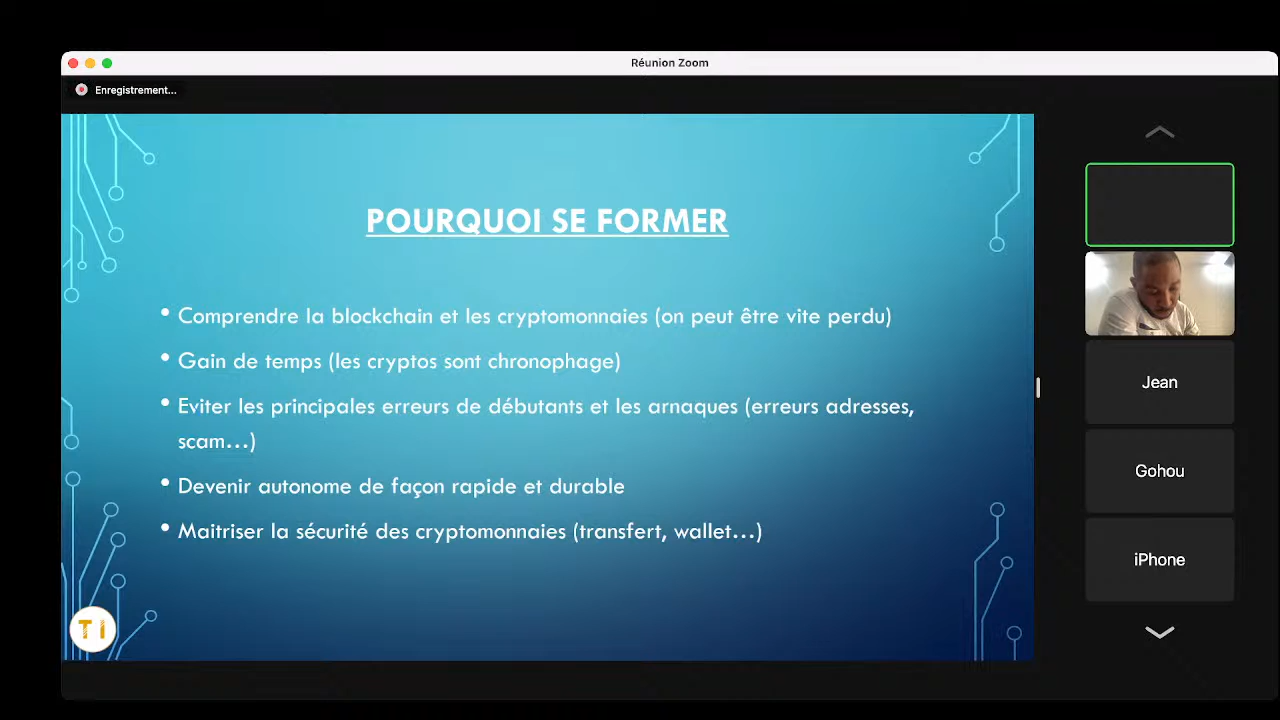 Réunion Zoom
Enregistrement...
POURQUOI SE FORMER
• Comprendre la blockchain et les cryptomonnaies (on peut être vite perdu)
• Gain de temps (les cryptos sont chronophage)
• Eviter les principales erreurs de débutants et les arnaques (erreurs adresses,
scam...)
• Devenir autonome de façon rapide et durable
• Maitriser la sécurité des cryptomonnaies (transfert, wallet...)
TI
Jean
Gohou
iPhone